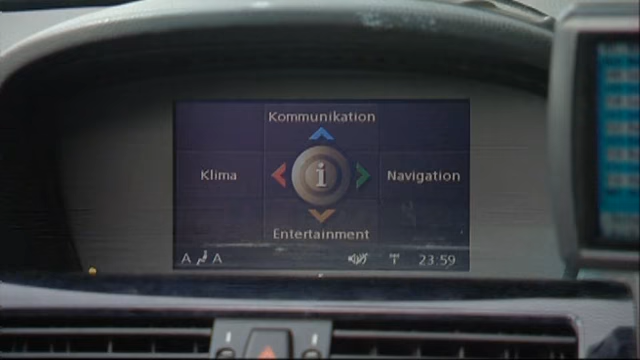 Kommunikation
Klima
i
Navigation
Entertainment
A A
23:59